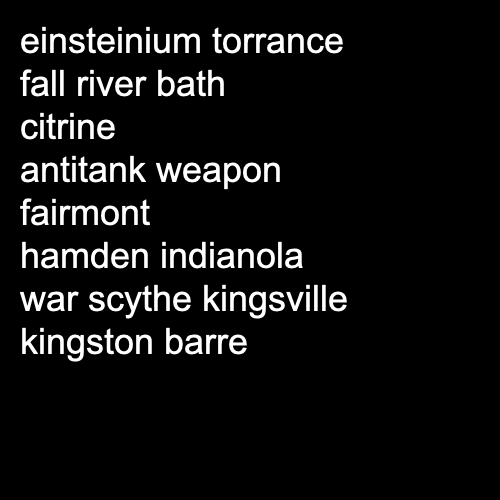 einsteinium torrance
fall river bath
citrine
antitank weapon
fairmont
hamden indianola
war scythe kingsville
kingston barre